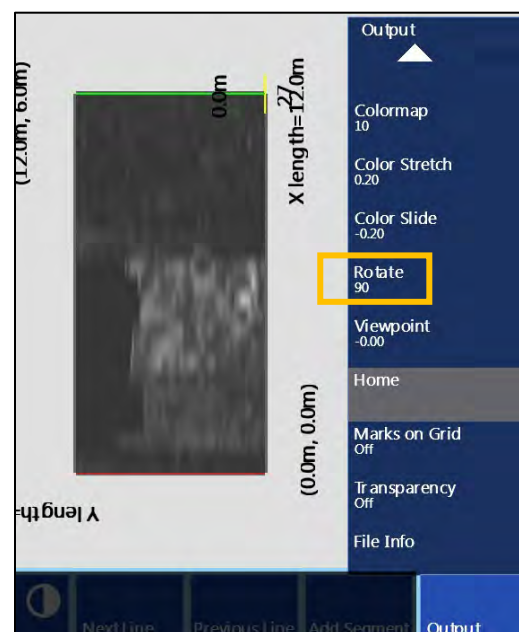 Output
Colormap
10
Color Stretch
0.20
Color Slide
-0.20
Rotate
90
Viewpoint
-0.00
Home
Marks on Grid
Off
Transparency
Off
File Info
(12.0m, 6.0m)
0.0m
27
X length=12.0m
(0.0m, 0.0m)
Y length=
Next Line
Previous Line
Add Segment
Output